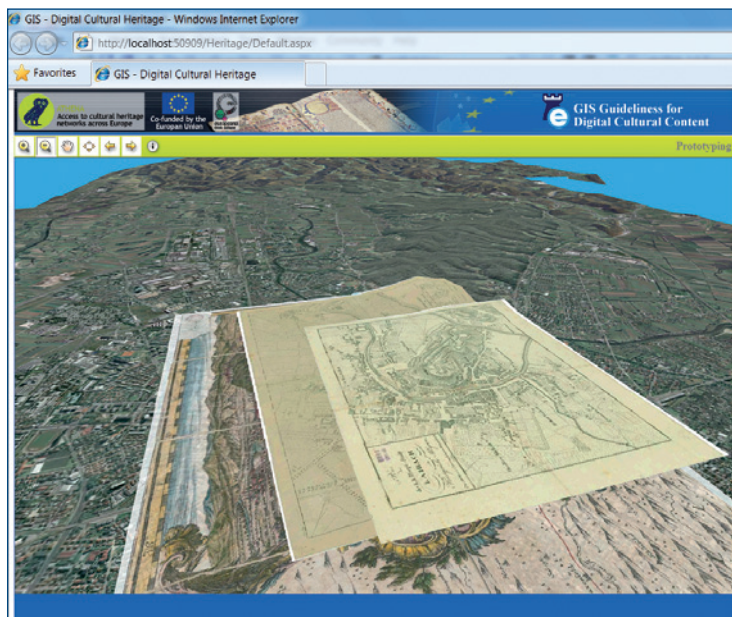 GIS - Digital Cultural Heritage - Windows Internet Explorer
http://localhost:50909/Heritage/Default.aspx
Favorites
GIS - Digital Cultural Heritage
Access to cultural heritage
networks across Europe
Co-funded by the
European Union
GIS Guideliness for
Digital Cultural Content
Prototyping
LAIBACH